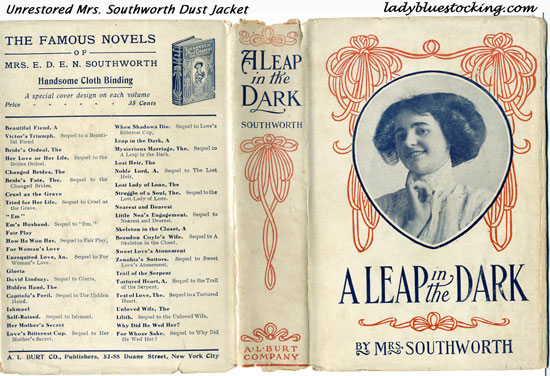 Unrestored Mrs. Southworth Dust Jacket
ladybluestocking.com
THE FAMOUS NOVELS
OF
MRS. E. D. E. N. SOUTHWORTH
Handsome Cloth Binding
A special cover design on each volume
Price 35 Cents
Beautiful Fiend, A
Victor's Triumph. Sequel to A Beauti-
ful Fiend
Bride's Ordeal, The
Her Love or Her Life. Sequel to The
Brides Ordeal.
Changed Brides, The
Bride's Fate, The. Sequel to The
Changed Brides.
Cruel as the Grave
Tried for Her Life. Sequel to Cruel as
the Grave.
"Em"
Em's Husband. Sequel to "Em."
Fair Play
How He Won Her. Sequel to Fair Play.
For Woman's Love
Unrequited Love, An. Sequel to For
Woman's Love.
Gloria
David Lindsay. Sequel to Gloria.
Hidden Hand, The
Capitola's Peril. Sequel to The Hidden
Hand.
Ishmael
Self-Raised. Sequel to Ishmael.
Her Mother's Secret
Love's Bitterest Cup. Sequel to Her
Mother's Secret.
When Shadows Die. Sequel to Love's
Bitterest Cup.
Leap in the Dark, A
Mysterious Marriage, The. Sequel to
A Leap in the Dark.
Lost Heir, The
Noble Lord, A. Sequel to The Lost
Heir.
Lost Lady of Lone, The
Struggle of a Soul, The. Sequel to the
Lost Lady of Lone.
Nearest and Dearest
Little Nea's Engagement. Sequel to
Nearest and Dearest.
Skeleton in the Closet, A
Brandon Coyle's Wife. Sequel to A
Skeleton in the Closet.
Sweet Love's Atonement
Zenobia's Suitors. Sequel to Sweet
Love's Atonement.
Trail of the Serpent
Tortured Heart, A. Sequel to the Trail
of the Serpent.
Test of Love, The. Sequel to a Tortured
Heart.
Unloved Wife, The
Lilith. Sequel to the Unloved Wife.
Why Did He Wed Her?
For Whose Sake. Sequel to Why Did
He Wed Her?
A. L. BURT CO., Publishers, 52-58 Duane Street, New York City
A LEAP
in the
DARK
SOUTHWORTH
A·L·BURT
COMPANY
A LEAP in the DARK
BY MRS. SOUTHWORTH